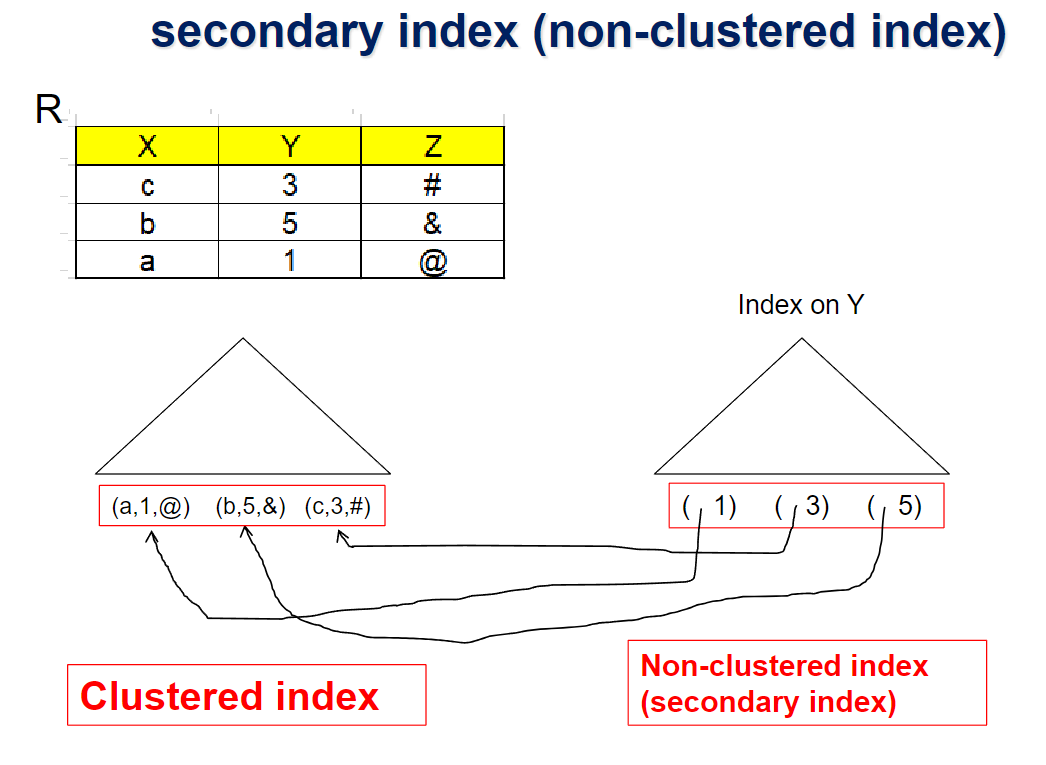 secondary index (non-clustered index)
R
X Y Z
c 3 #
b 5 &
a 1 @
Index on Y
(a,1,@) (b,5,&) (c,3,#)
( , 1) ( , 3) ( , 5)
Clustered index
Non-clustered index
(secondary index)